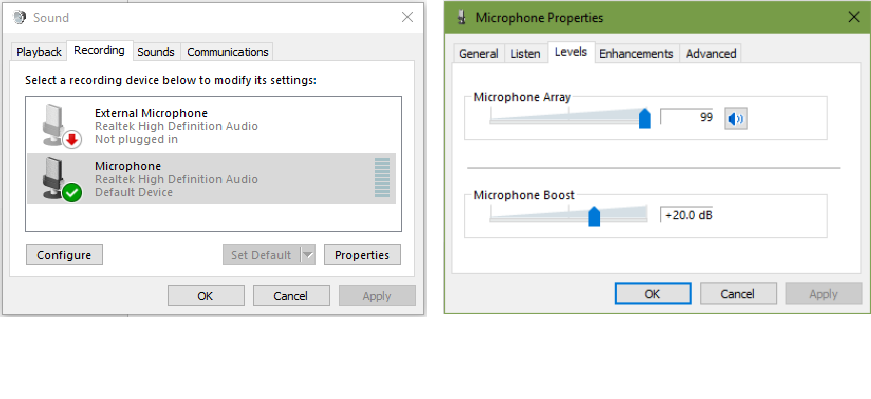 Sound
Playback Recording Sounds Communications
Select a recording device below to modify its settings:
External Microphone
Realtek High Definition Audio
Not plugged in
Microphone
Realtek High Definition Audio
Default Device
Configure Set Default Properties
OK Cancel Apply
Microphone Properties
General Listen Levels Enhancements Advanced
Microphone Array
99
Microphone Boost
+20.0 dB
OK Cancel Apply